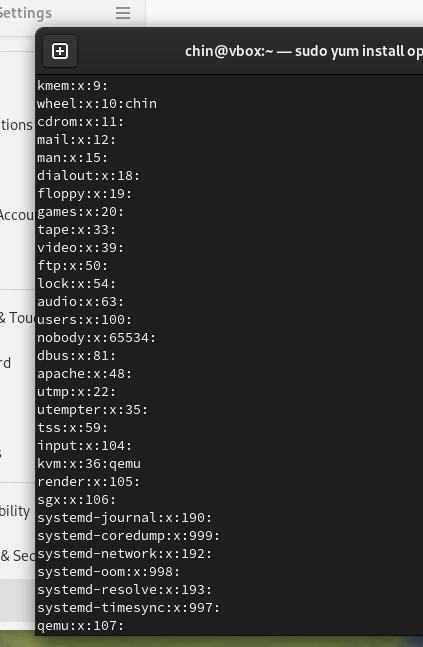 Settings
chin@vbox:~ — sudo yum install op
tions
Accou
& Tou
rd
s
bility
& Sec
kmem:x:9:
wheel:x:10:chin
cdrom:x:11:
mail:x:12:
man:x:15:
dialout:x:18:
floppy:x:19:
games:x:20:
tape:x:33:
video:x:39:
ftp:x:50:
lock:x:54:
audio:x:63:
users:x:100:
nobody:x:65534:
dbus:x:81:
apache:x:48:
utmp:x:22:
utempter:x:35:
tss:x:59:
input:x:104:
kvm:x:36:qemu
render:x:105:
sgx:x:106:
systemd-journal:x:190:
systemd-coredump:x:999:
systemd-network:x:192:
systemd-oom:x:998:
systemd-resolve:x:193:
systemd-timesync:x:997:
qemu:x:107: